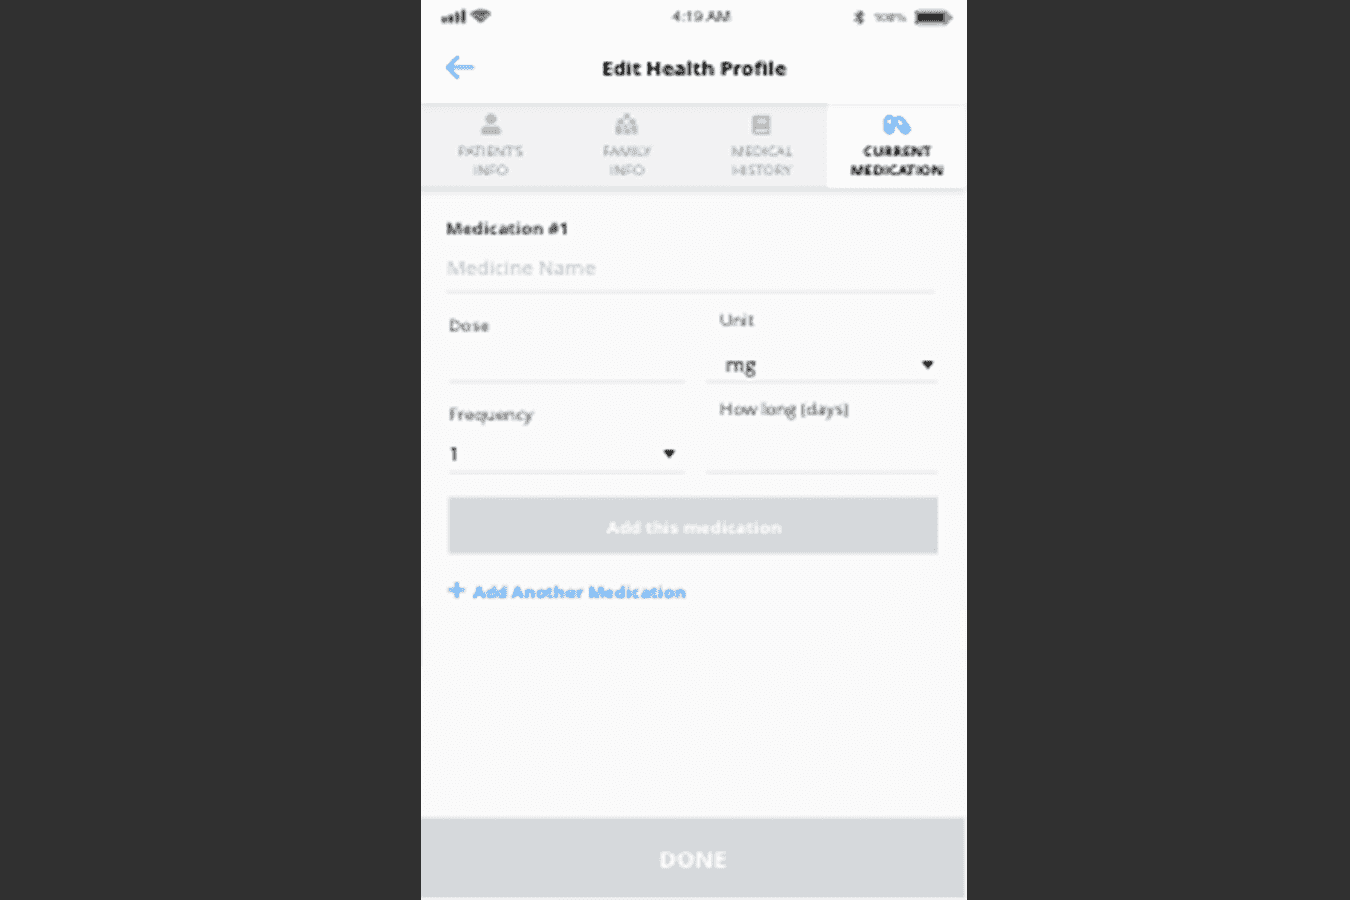 4:19 AM
100%
Edit Health Profile
PATIENTS
INFO
FAMILY
INFO
MEDICAL
HISTORY
CURRENT
MEDICATION
Medication #1
Medicine Name
Dose
Unit
mg
Frequency
How long (days)
1
Add this medication
+ Add Another Medication
DONE